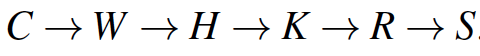 C → W → H → K → R → S.